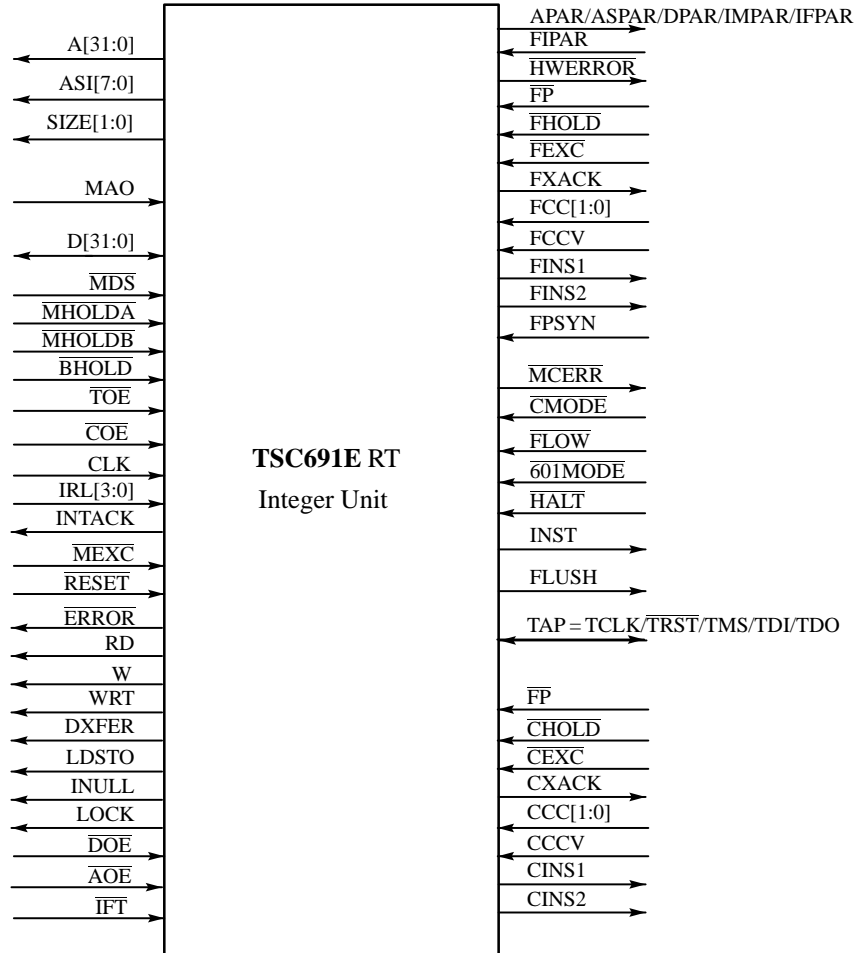 A[31:0]
ASI[7:0]
SIZE[1:0]
MAO
D[31:0]
MDS
MHOLDA
MHOLDB
BHOLD
TOE
COE
CLK
IRL[3:0]
INTACK
MEXC
RESET
ERROR
RD
W
WRT
DXFER
LDSTO
INULL
LOCK
DOE
AOE
IFT
TSC691E RT
Integer Unit
APAR/ASPAR/DPAR/IMPAR/IFPAR
FIPAR
HWERROR
FP
FHOLD
FEXC
FXACK
FCC[1:0]
FCCV
FINS1
FINS2
FPSYN
MCERR
CMODE
FLOW
601MODE
HALT
INST
FLUSH
TAP = TCLK/TRST/TMS/TDI/TDO
FP
CHOLD
CEXC
CXACK
CCC[1:0]
CCCV
CINS1
CINS2